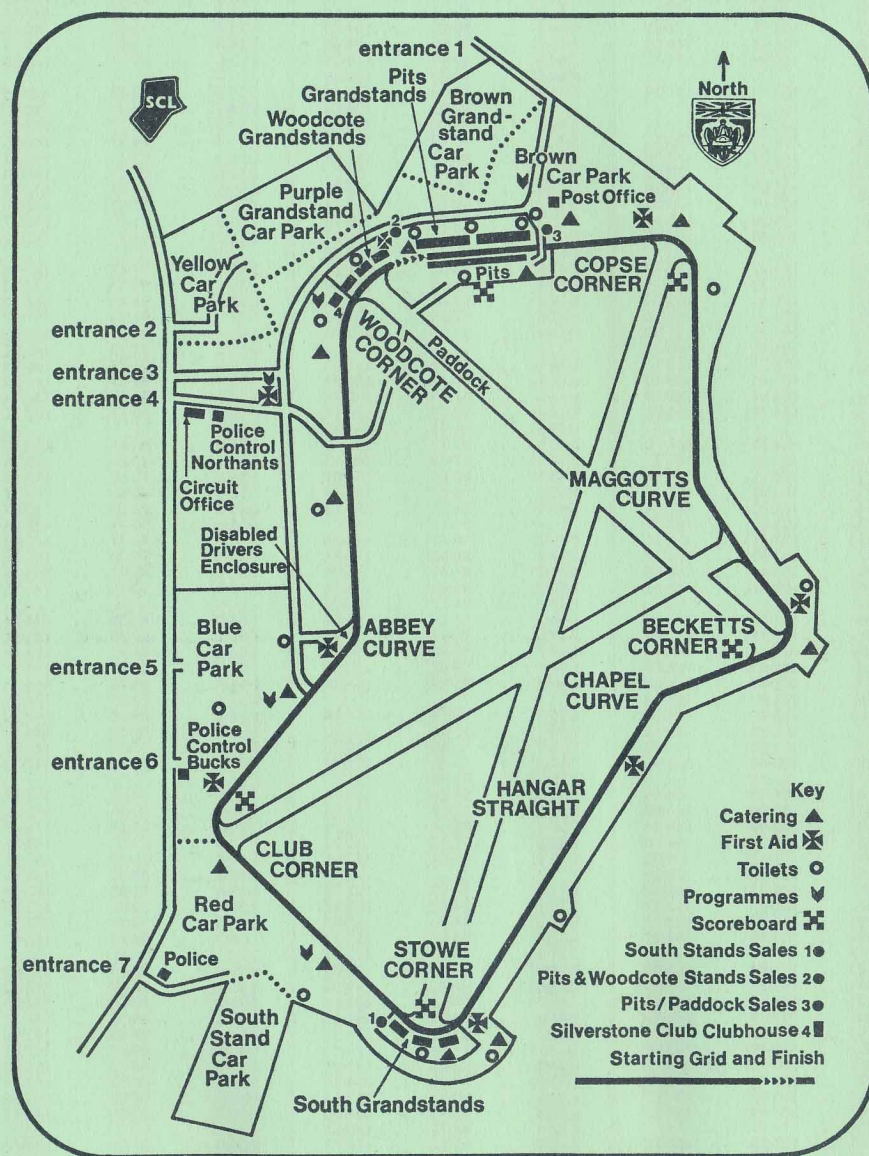 entrance 1
Pits
Grandstands
Woodcote
Grandstands
Brown
Grand-
stand
Car
Park
North
SCL
Brown
Car Park
Post Office
Purple
Grandstand
Car Park
2
3
Yellow
Car
Park
Pits
COPSE
CORNER
4
entrance 2
WOODCOTE
CORNER
Paddock
entrance 3
entrance 4
Police
Control
Northants
Circuit
Office
MAGGOTTS
CURVE
Disabled
Drivers
Enclosure
Blue
Car
Park
ABBEY
CURVE
BECKETTS
CORNER
entrance 5
CHAPEL
CURVE
Police
Control
Bucks
entrance 6
HANGAR
STRAIGHT
CLUB
CORNER
Red
Car Park
STOWE
CORNER
entrance 7
Police
1
South
Stand
Car
Park
South Grandstands
Key
Catering
First Aid
Toilets
Programmes
Scoreboard
South Stands Sales 1
Pits & Woodcote Stands Sales 2
Pits/Paddock Sales 3
Silverstone Club Clubhouse 4
Starting Grid and Finish